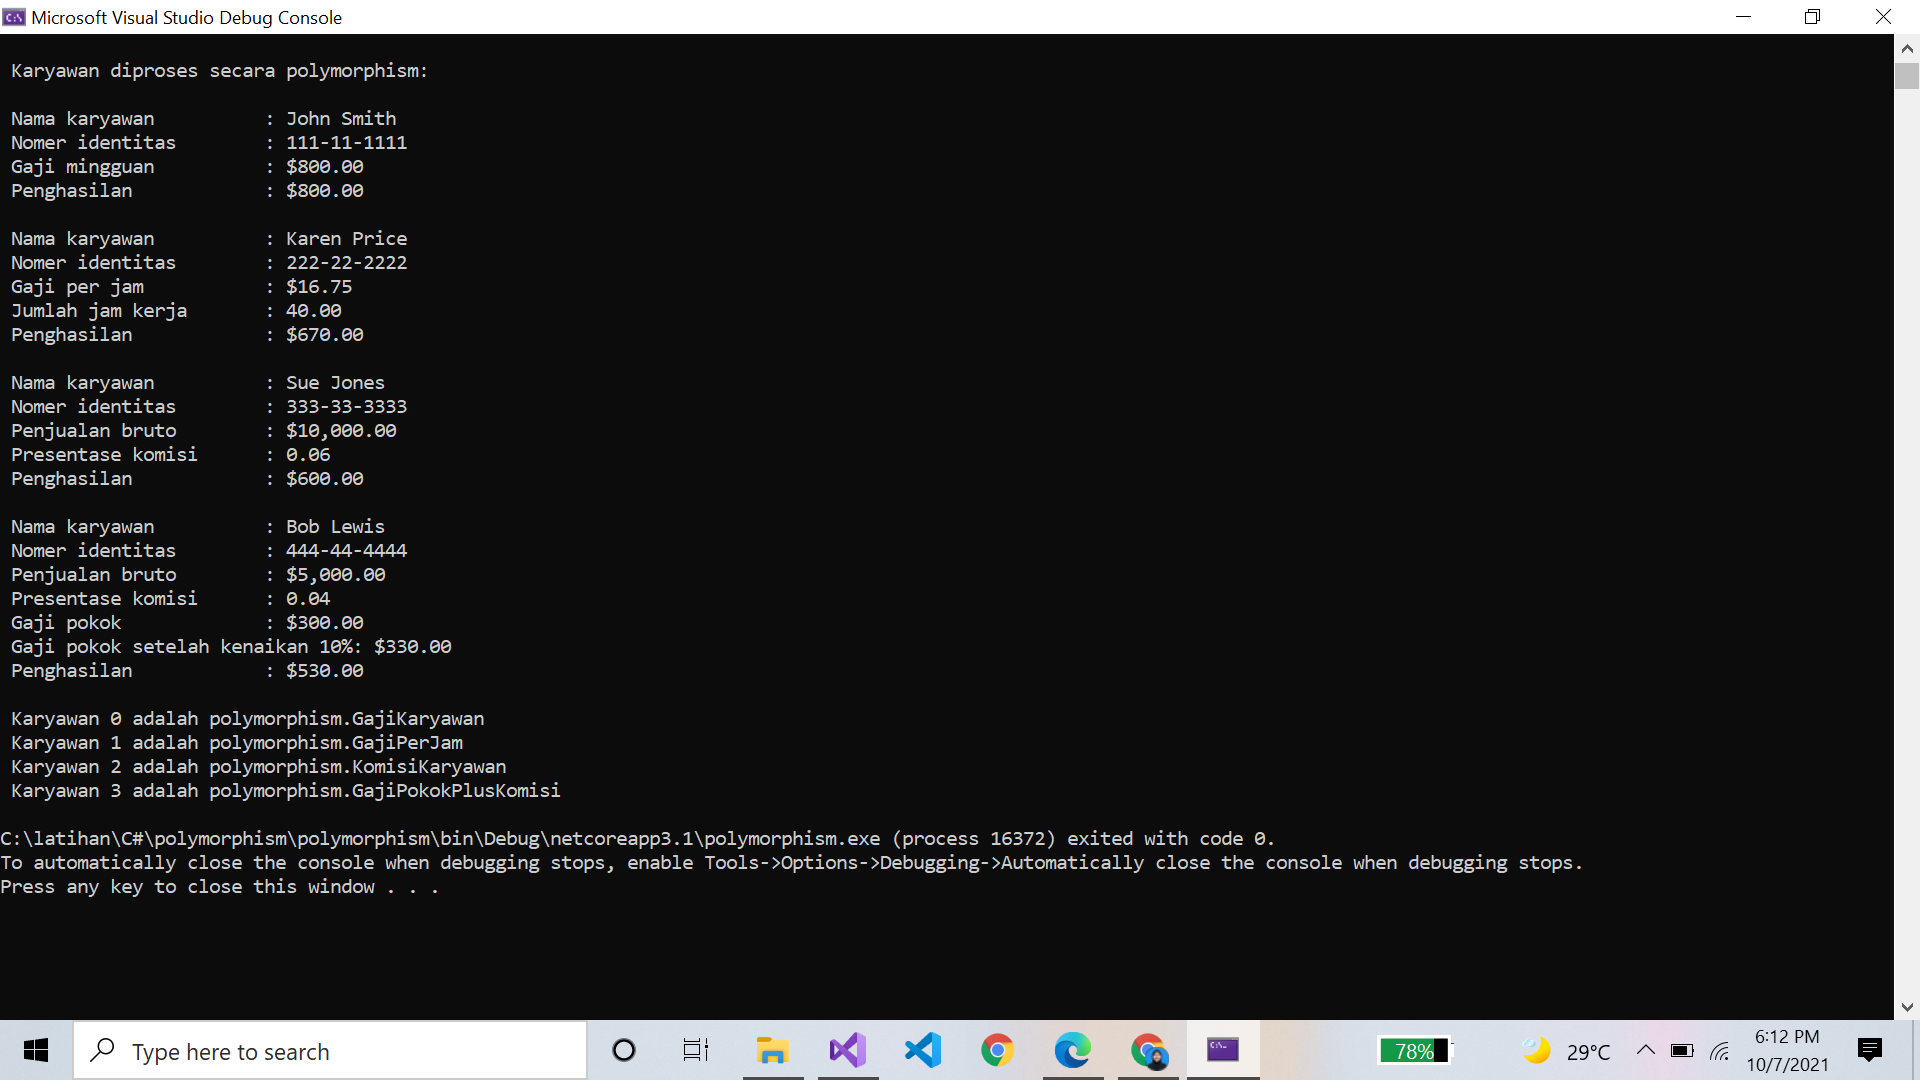 Microsoft Visual Studio Debug Console
Karyawan diproses secara polymorphism:
Nama karyawan : John Smith
Nomer identitas : 111-11-1111
Gaji mingguan : $800.00
Penghasilan : $800.00
Nama karyawan : Karen Price
Nomer identitas : 222-22-2222
Gaji per jam : $16.75
Jumlah jam kerja : 40.00
Penghasilan : $670.00
Nama karyawan : Sue Jones
Nomer identitas : 333-33-3333
Penjualan bruto : $10,000.00
Presentase komisi : 0.06
Penghasilan : $600.00
Nama karyawan : Bob Lewis
Nomer identitas : 444-44-4444
Penjualan bruto : $5,000.00
Presentase komisi : 0.04
Gaji pokok : $300.00
Gaji pokok setelah kenaikan 10%: $330.00
Penghasilan : $530.00
Karyawan 0 adalah polymorphism.GajiKaryawan
Karyawan 1 adalah polymorphism.GajiPerJam
Karyawan 2 adalah polymorphism.KomisiKaryawan
Karyawan 3 adalah polymorphism.GajiPokokPlusKomisi
C:\latihan\C#\polymorphism\polymorphism\bin\Debug\netcoreapp3.1\polymorphism.exe (process 16372) exited with code 0.
To automatically close the console when debugging stops, enable Tools->Options->Debugging->Automatically close the console when debugging stops.
Press any key to close this window . . .
Type here to search
78%
29°C
6:12 PM
10/7/2021